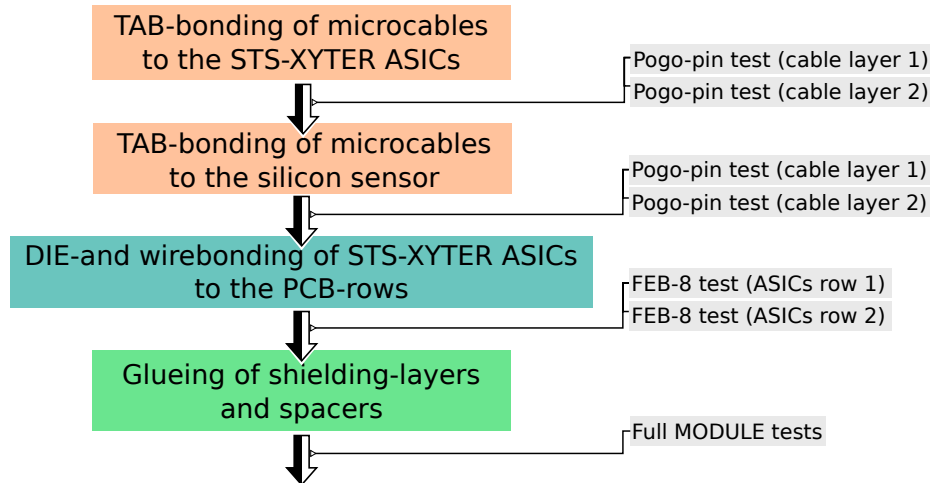 TAB-bonding of microcables
to the STS-XYTER ASICs
Pogo-pin test (cable layer 1)
Pogo-pin test (cable layer 2)
TAB-bonding of microcables
to the silicon sensor
Pogo-pin test (cable layer 1)
Pogo-pin test (cable layer 2)
DIE-and wirebonding of STS-XYTER ASICs
to the PCB-rows
FEB-8 test (ASICs row 1)
FEB-8 test (ASICs row 2)
Glueing of shielding-layers
and spacers
Full MODULE tests